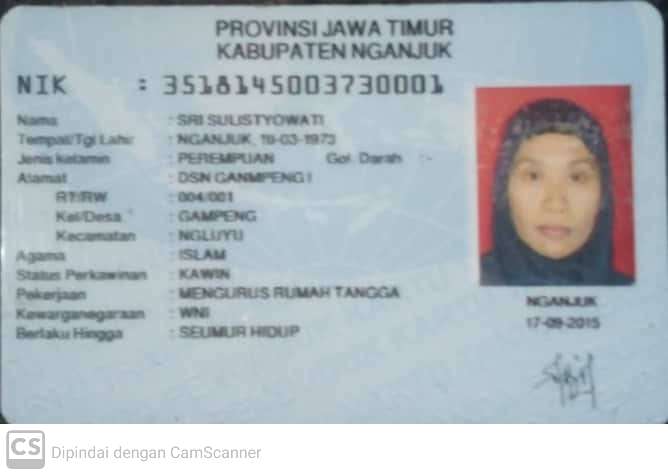 PROVINSI JAWA TIMUR
KABUPATEN NGANJUK
NIK : 3518145003730001
Nama : SRI SULISTYOWATI
Tempat/Tgl Lahir : NGANJUK, 18-03-1973
Jenis kelamin : PEREMPUAN Gol. Darah :-
Alamat : DSN GANMPENG I
RT/RW : 004/001
Kel/Desa : GAMPENG
Kecamatan : NGLUYU
Agama : ISLAM
Status Perkawinan : KAWIN
Pekerjaan : MENGURUS RUMAH TANGGA
Kewarganegaraan : WNI
Berlaku Hingga : SEUMUR HIDUP
NGANJUK
17-09-2015
CS Dipindai dengan CamScanner